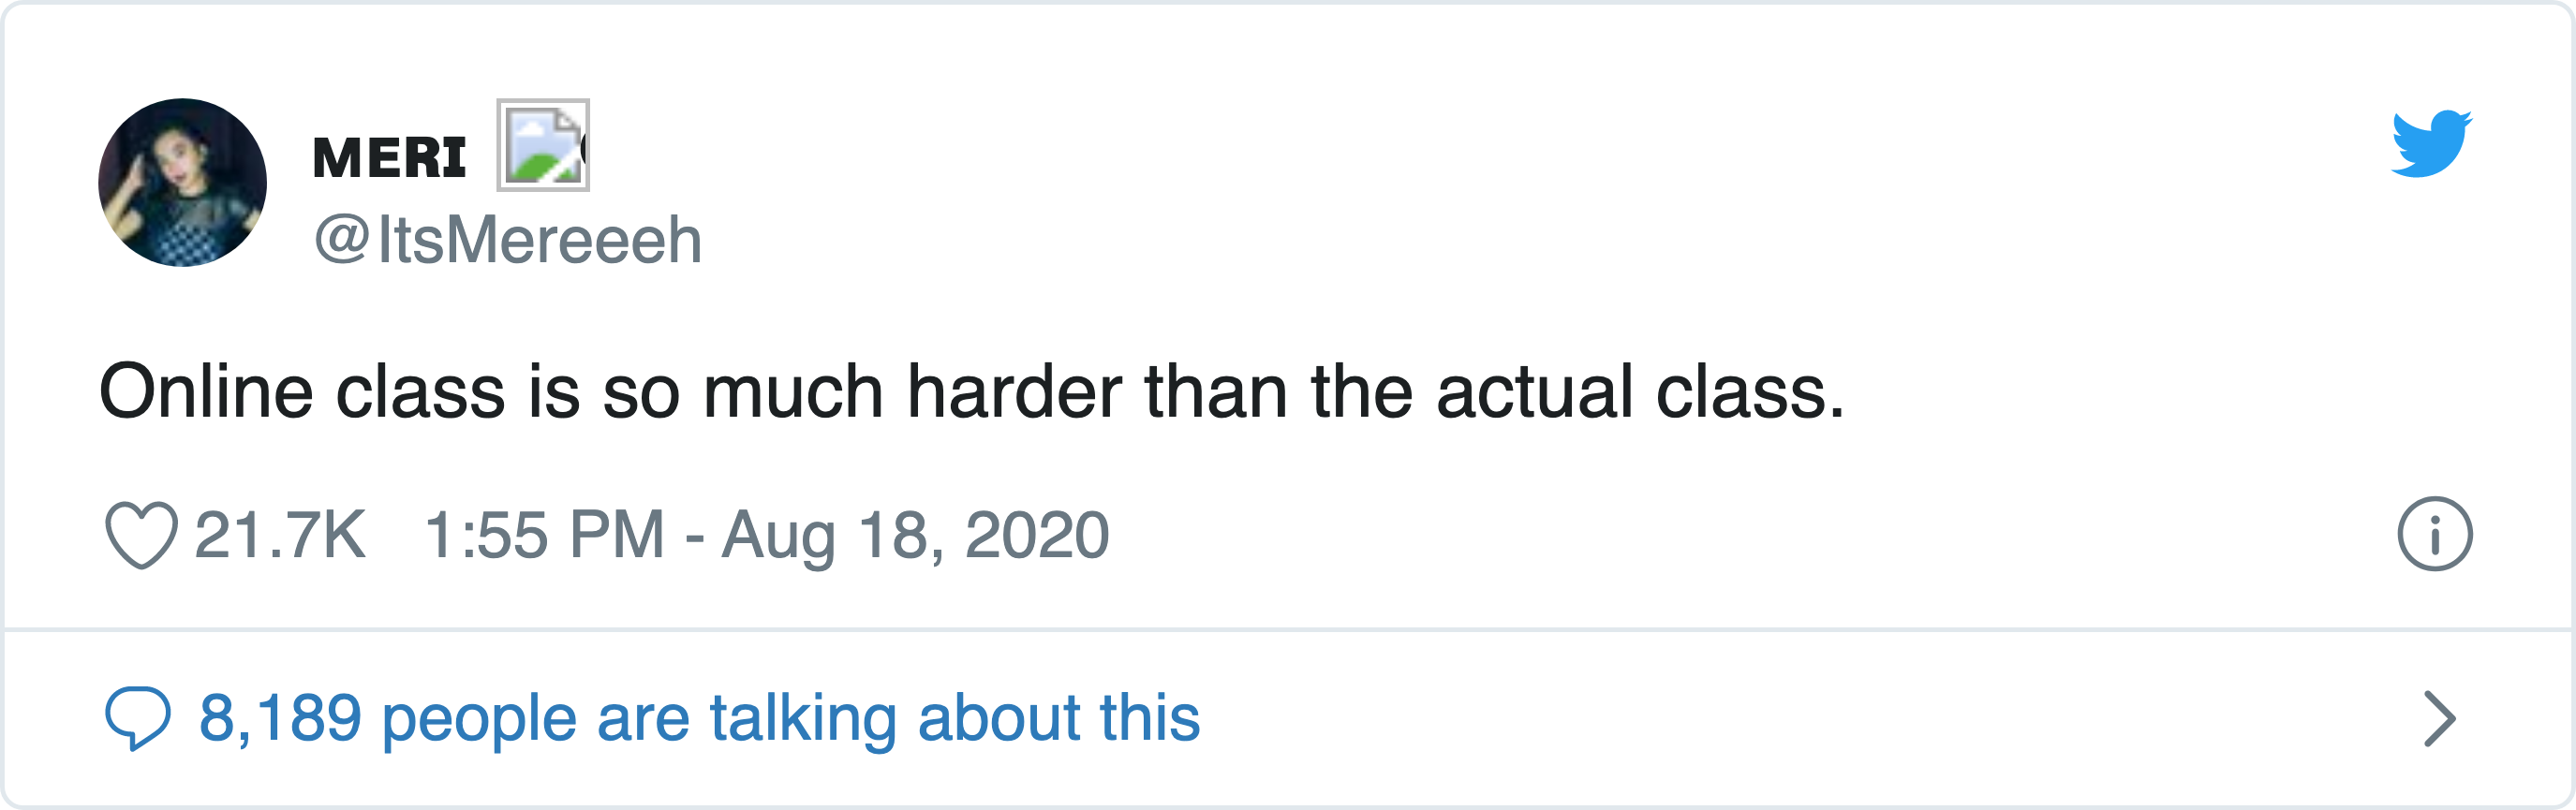 MERI
@ItsMereeeh
Online class is so much harder than the actual class.
21.7K 1:55 PM - Aug 18, 2020
8,189 people are talking about this